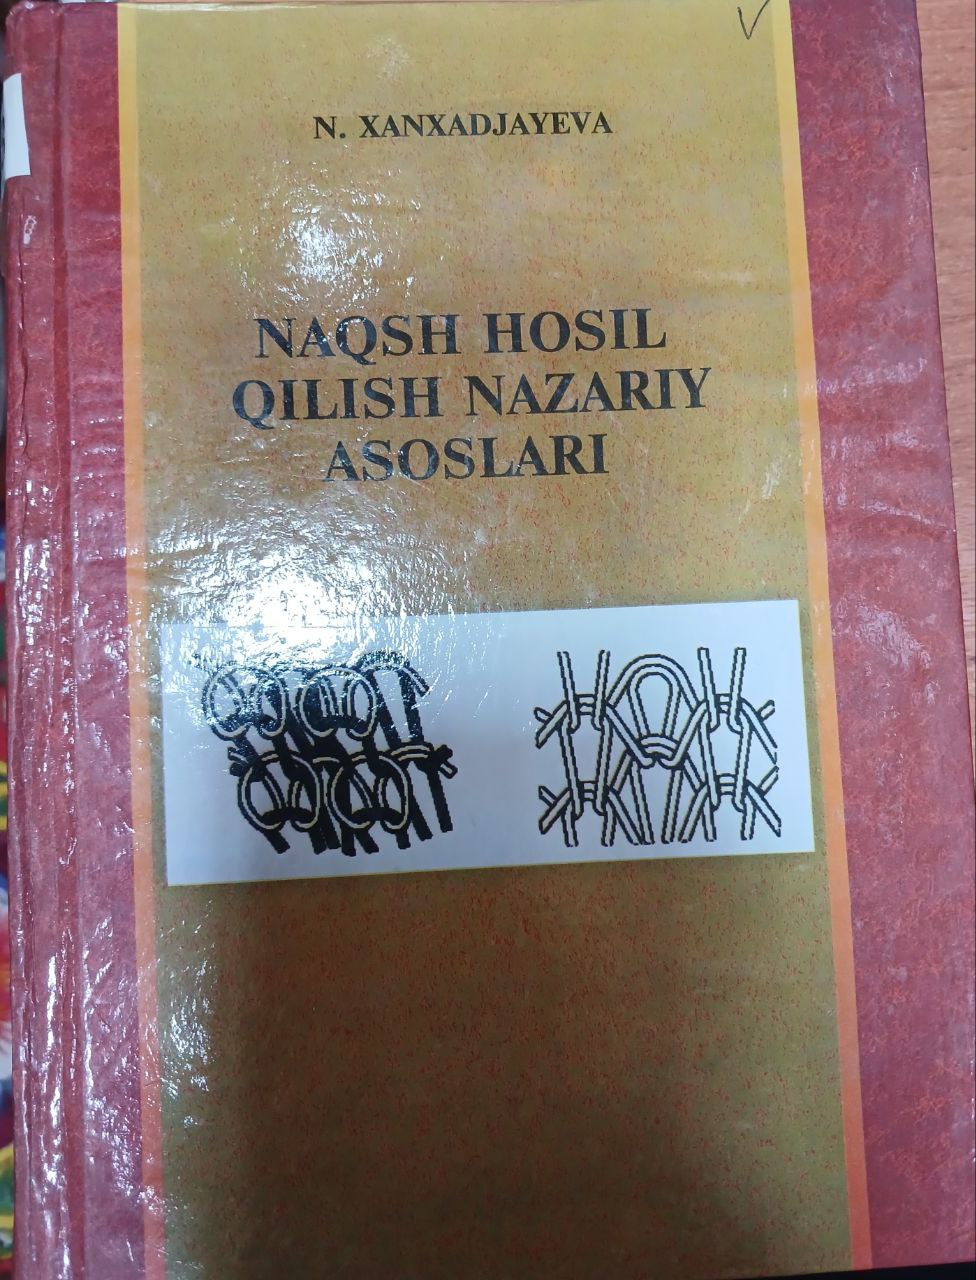 N. XANXADJAYEVA
NAQSH HOSIL
QILISH NAZARIY
ASOSLARI